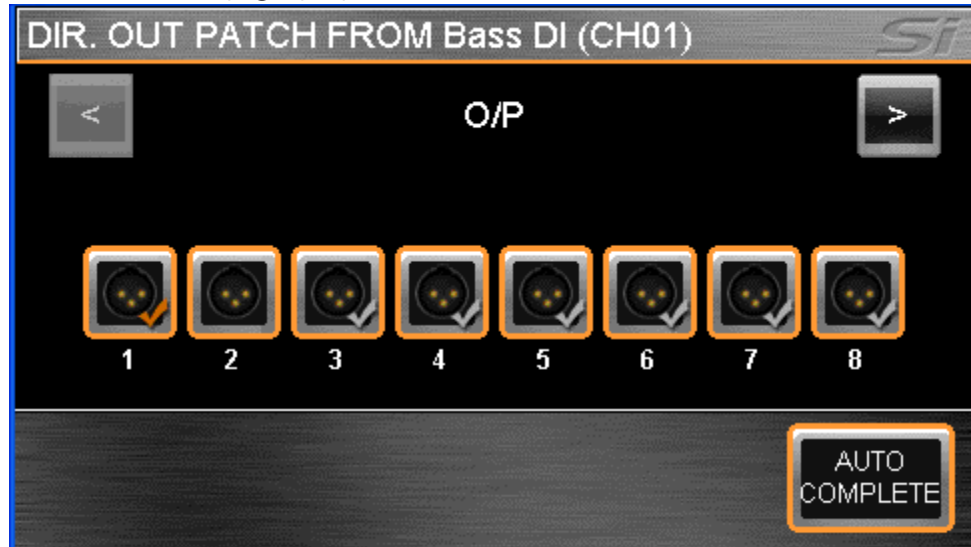 DIR. OUT PATCH FROM Bass DI (CH01)
Si
<
O/P
>
1 2 3 4 5 6 7 8
AUTO
COMPLETE